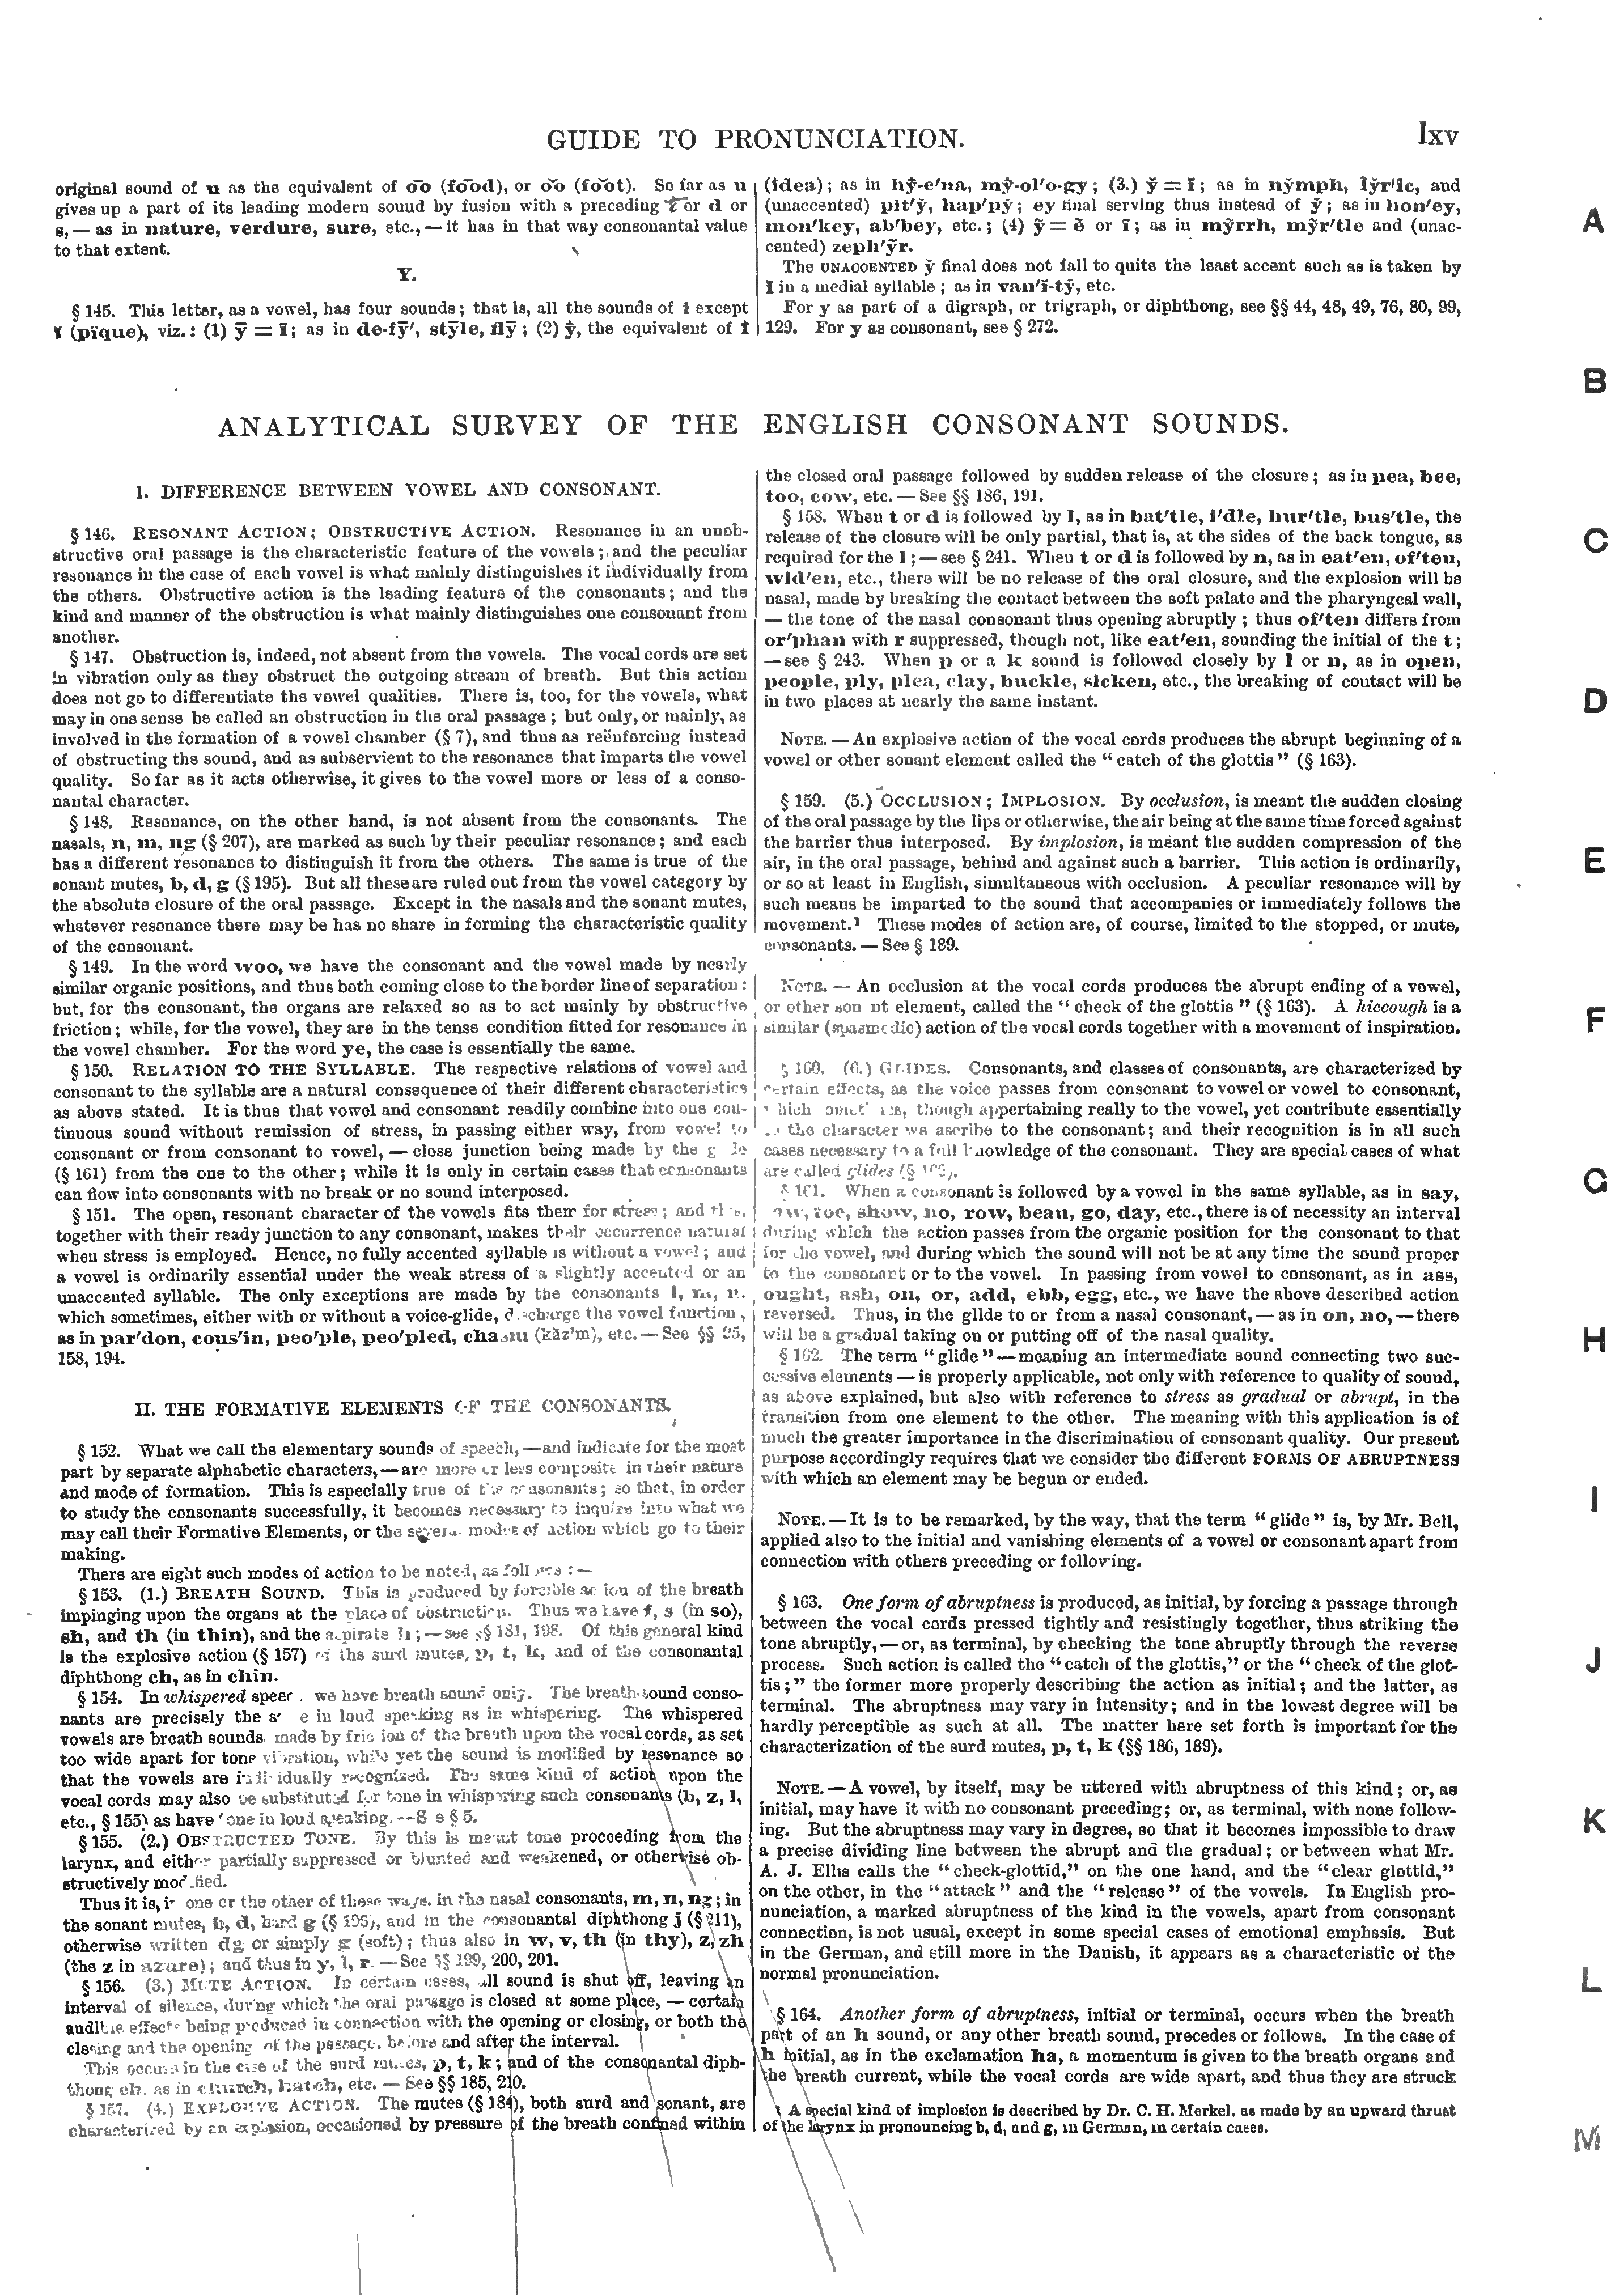 GUIDE TO PRONUNCIATION.
lxv
original sound of u as the equivalent of o͞o (fo͞od), or o͝o (fo͝ot). So far as u
gives up a part of its leading modern sound by fusion with a preceding t or d or
s, — as in nature, verdure, sure, etc., — it has in that way consonantal value
to that extent.
Y.
§ 145. This letter, as a vowel, has four sounds; that is, all the sounds of i except
ï (pïque), viz.: (1) ȳ = ī; as in de-fȳ′, stȳle, flȳ; (2) ẏ, the equivalent of i
(idea); as in hẏ-e′na, mẏ-ol′o-gy; (3.) y̆ = ĭ; as in ny̆mph, ly̆r′ic, and
(unaccented) pit′y̆, hap′py̆; ey final serving thus instead of y̆; as in hon′ey,
mon′key, ab′bey, etc.; (4) ỹ = ẽ or ĩ; as in mỹrrh, mỹr′tle and (unac-
cented) zeph′ỹr.
The UNACCENTED y̆ final does not fall to quite the least accent such as is taken by
ĭ in a medial syllable; as in van′ĭ-ty̆, etc.
For y as part of a digraph, or trigraph, or diphthong, see §§ 44, 48, 49, 76, 80, 99,
129. For y as consonant, see § 272.
ANALYTICAL SURVEY OF THE ENGLISH CONSONANT SOUNDS.
I. DIFFERENCE BETWEEN VOWEL AND CONSONANT.
§ 146. RESONANT ACTION; OBSTRUCTIVE ACTION. Resonance in an unob-
structive oral passage is the characteristic feature of the vowels; and the peculiar
resonance in the case of each vowel is what mainly distinguishes it individually from
the others. Obstructive action is the leading feature of the consonants; and the
kind and manner of the obstruction is what mainly distinguishes one consonant from
another.
§ 147. Obstruction is, indeed, not absent from the vowels. The vocal cords are set
in vibration only as they obstruct the outgoing stream of breath. But this action
does not go to differentiate the vowel qualities. There is, too, for the vowels, what
may in one sense be called an obstruction in the oral passage; but only, or mainly, as
involved in the formation of a vowel chamber (§ 7), and thus as reënforcing instead
of obstructing the sound, and as subservient to the resonance that imparts the vowel
quality. So far as it acts otherwise, it gives to the vowel more or less of a conso-
nantal character.
§ 148. Resonance, on the other hand, is not absent from the consonants. The
nasals, n, m, ng (§ 207), are marked as such by their peculiar resonance; and each
has a different resonance to distinguish it from the others. The same is true of the
sonant mutes, b, d, g (§ 195). But all these are ruled out from the vowel category by
the absolute closure of the oral passage. Except in the nasals and the sonant mutes,
whatever resonance there may be has no share in forming the characteristic quality
of the consonant.
§ 149. In the word woo, we have the consonant and the vowel made by nearly
similar organic positions, and thus both coming close to the border line of separation:
but, for the consonant, the organs are relaxed so as to act mainly by obstructive
friction; while, for the vowel, they are in the tense condition fitted for resonance in
the vowel chamber. For the word ye, the case is essentially the same.
§ 150. RELATION TO THE SYLLABLE. The respective relations of vowel and
consonant to the syllable are a natural consequence of their different characteristics
as above stated. It is thus that vowel and consonant readily combine into one con-
tinuous sound without remission of stress, in passing either way, from vowel to
consonant or from consonant to vowel, — close junction being made by the
(§ 161) from the one to the other; while it is only in certain cases that consonants
can flow into consonants with no break or no sound interposed.
§ 151. The open, resonant character of the vowels fits them for stress; and
together with their ready junction to any consonant, makes their occurrence natural
when stress is employed. Hence, no fully accented syllable is without a vowel; and
a vowel is ordinarily essential under the weak stress of a slightly accented or an
unaccented syllable. The only exceptions are made by the consonants l, m, n.
which sometimes, either with or without a voice-glide, discharge the vowel function,
as in par′don, cous′in, peo′ple, peo′pled, chasm (kăz′m), etc. — See §§ 25,
158, 194.
II. THE FORMATIVE ELEMENTS OF THE CONSONANTS.
§ 152. What we call the elementary sounds of speech, — and indicate for the most
part by separate alphabetic characters, — are more or less composite in their nature
and mode of formation. This is especially true of the consonants; so that, in order
to study the consonants successfully, it becomes necessary to inquire into what we
may call their Formative Elements, or the several modes of action which go to their
making.
There are eight such modes of action to be noted, as follows: —
§ 153. (1.) BREATH SOUND. This is produced by forcible action of the breath
impinging upon the organs at the place of obstruction. Thus we have f, s (in so),
sh, and th (in thin), and the aspirate h; — see §§ 181, 198. Of this general kind
is the explosive action (§ 157) of the surd mutes, p, t, k, and of the consonantal
diphthong ch, as in chin.
§ 154. In whispered speech we have breath sound only. The breath-sound conso-
nants are precisely the same in loud speaking as in whispering. The whispered
vowels are breath sounds made by friction of the breath upon the vocal cords, as set
too wide apart for tone vibration, while yet the sound is modified by resonance so
that the vowels are individually recognized. The same kind of action upon the
vocal cords may also be substituted for tone in whispering such consonants (b, z, l,
etc., § 155) as have tone in loud speaking. -- See § 5.
§ 155. (2.) OBSTRUCTED TONE. By this is meant tone proceeding from the
larynx, and either partially suppressed or blunted and weakened, or otherwise ob-
structively modified.
Thus it is, in one or the other of these ways, in the nasal consonants, m, n, ng; in
the sonant mutes, b, d, hard g (§ 196), and in the consonantal diphthong j (§ 211),
otherwise written dg or simply g (soft); thus also in w, v, th (in thy), z, zh
(the z in azure); and thus in y, l, r. — See §§ 199, 200, 201.
§ 156. (3.) MUTE ACTION. In certain cases, all sound is shut off, leaving an
interval of silence, during which the oral passage is closed at some place, — certain
audible effects being produced in connection with the opening or closing, or both the
closing and the opening of the passage, before and after the interval.
This occurs in the case of the surd mutes, p, t, k; and of the consonantal diph-
thong ch, as in church, hatch, etc. — See §§ 185, 210.
§ 157. (4.) EXPLOSIVE ACTION. The mutes (§ 184), both surd and sonant, are
characterized by an explosion, occasioned by pressure of the breath confined within
the closed oral passage followed by sudden release of the closure; as in pea, bee,
too, cow, etc. — See §§ 186, 191.
§ 158. When t or d is followed by l, as in bat′tle, i′dle, hur′tle, bus′tle, the
release of the closure will be only partial, that is, at the sides of the back tongue, as
required for the l; — see § 241. When t or d is followed by n, as in eat′en, of′ten,
wid′en, etc., there will be no release of the oral closure, and the explosion will be
nasal, made by breaking the contact between the soft palate and the pharyngeal wall,
— the tone of the nasal consonant thus opening abruptly; thus of′ten differs from
or′phan with r suppressed, though not, like eat′en, sounding the initial of the t;
— see § 243. When p or a k sound is followed closely by l or n, as in open,
people, ply, plea, clay, buckle, sicken, etc., the breaking of contact will be
in two places at nearly the same instant.
NOTE. — An explosive action of the vocal cords produces the abrupt beginning of a
vowel or other sonant element called the “catch of the glottis” (§ 163).
§ 159. (5.) OCCLUSION; IMPLOSION. By occlusion, is meant the sudden closing
of the oral passage by the lips or otherwise, the air being at the same time forced against
the barrier thus interposed. By implosion, is meant the sudden compression of the
air, in the oral passage, behind and against such a barrier. This action is ordinarily,
or so at least in English, simultaneous with occlusion. A peculiar resonance will by
such means be imparted to the sound that accompanies or immediately follows the
movement.¹ These modes of action are, of course, limited to the stopped, or mute,
consonants. — See § 189.
NOTE. — An occlusion at the vocal cords produces the abrupt ending of a vowel,
or other sonant element, called the “check of the glottis” (§ 163). A hiccough is a
similar (spasmodic) action of the vocal cords together with a movement of inspiration.
§ 160. (6.) GLIDES. Consonants, and classes of consonants, are characterized by
certain effects, as the voice passes from consonant to vowel or vowel to consonant,
which sometimes, though appertaining really to the vowel, yet contribute essentially
to the character we ascribe to the consonant; and their recognition is in all such
cases necessary to a full knowledge of the consonant. They are special cases of what
are called glides (§ 162).
§ 161. When a consonant is followed by a vowel in the same syllable, as in say,
toe, show, no, row, beau, go, day, etc., there is of necessity an interval
during which the action passes from the organic position for the consonant to that
for the vowel, and during which the sound will not be at any time the sound proper
to the consonant or to the vowel. In passing from vowel to consonant, as in ass,
ought, ash, on, or, add, ebb, egg, etc., we have the above described action
reversed. Thus, in the glide to or from a nasal consonant, — as in on, no, — there
will be a gradual taking on or putting off of the nasal quality.
§ 162. The term “glide” — meaning an intermediate sound connecting two suc-
cessive elements — is properly applicable, not only with reference to quality of sound,
as above explained, but also with reference to stress as gradual or abrupt, in the
transition from one element to the other. The meaning with this application is of
much the greater importance in the discrimination of consonant quality. Our present
purpose accordingly requires that we consider the different FORMS OF ABRUPTNESS
with which an element may be begun or ended.
NOTE. — It is to be remarked, by the way, that the term “glide” is, by Mr. Bell,
applied also to the initial and vanishing elements of a vowel or consonant apart from
connection with others preceding or following.
§ 163. One form of abruptness is produced, as initial, by forcing a passage through
between the vocal cords pressed tightly and resistingly together, thus striking the
tone abruptly, — or, as terminal, by checking the tone abruptly through the reverse
process. Such action is called the “catch of the glottis,” or the “check of the glot-
tis;” the former more properly describing the action as initial; and the latter, as
terminal. The abruptness may vary in intensity; and in the lowest degree will be
hardly perceptible as such at all. The matter here set forth is important for the
characterization of the surd mutes, p, t, k (§§ 186, 189).
NOTE. — A vowel, by itself, may be uttered with abruptness of this kind; or, as
initial, may have it with no consonant preceding; or, as terminal, with none follow-
ing. But the abruptness may vary in degree, so that it becomes impossible to draw
a precise dividing line between the abrupt and the gradual; or between what Mr.
A. J. Ellis calls the “check-glottid,” on the one hand, and the “clear glottid,”
on the other, in the “attack” and the “release” of the vowels. In English pro-
nunciation, a marked abruptness of the kind in the vowels, apart from consonant
connection, is not usual, except in some special cases of emotional emphasis. But
in the German, and still more in the Danish, it appears as a characteristic of the
normal pronunciation.
§ 164. Another form of abruptness, initial or terminal, occurs when the breath
part of an h sound, or any other breath sound, precedes or follows. In the case of
h initial, as in the exclamation ha, a momentum is given to the breath organs and
the breath current, while the vocal cords are wide apart, and thus they are struck
¹ A special kind of implosion is described by Dr. C. H. Merkel, as made by an upward thrust
of the larynx in pronouncing b, d, and g, in German, in certain cases.
A
B
C
D
E
F
G
H
I
J
K
L
M